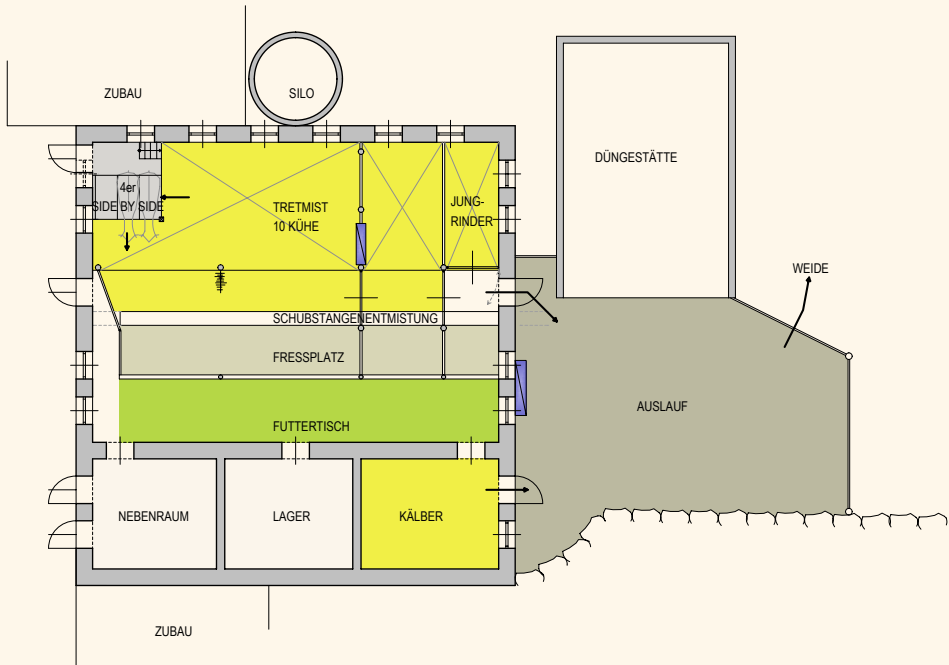 ZUBAU
SILO
DÜNGESTÄTTE
4er
SIDE BY SIDE
TRETMIST
10 KÜHE
JUNG-
RINDER
WEIDE
SCHUBSTANGENENTMISTUNG
FRESSPLATZ
AUSLAUF
FUTTERTISCH
NEBENRAUM
LAGER
KÄLBER
ZUBAU